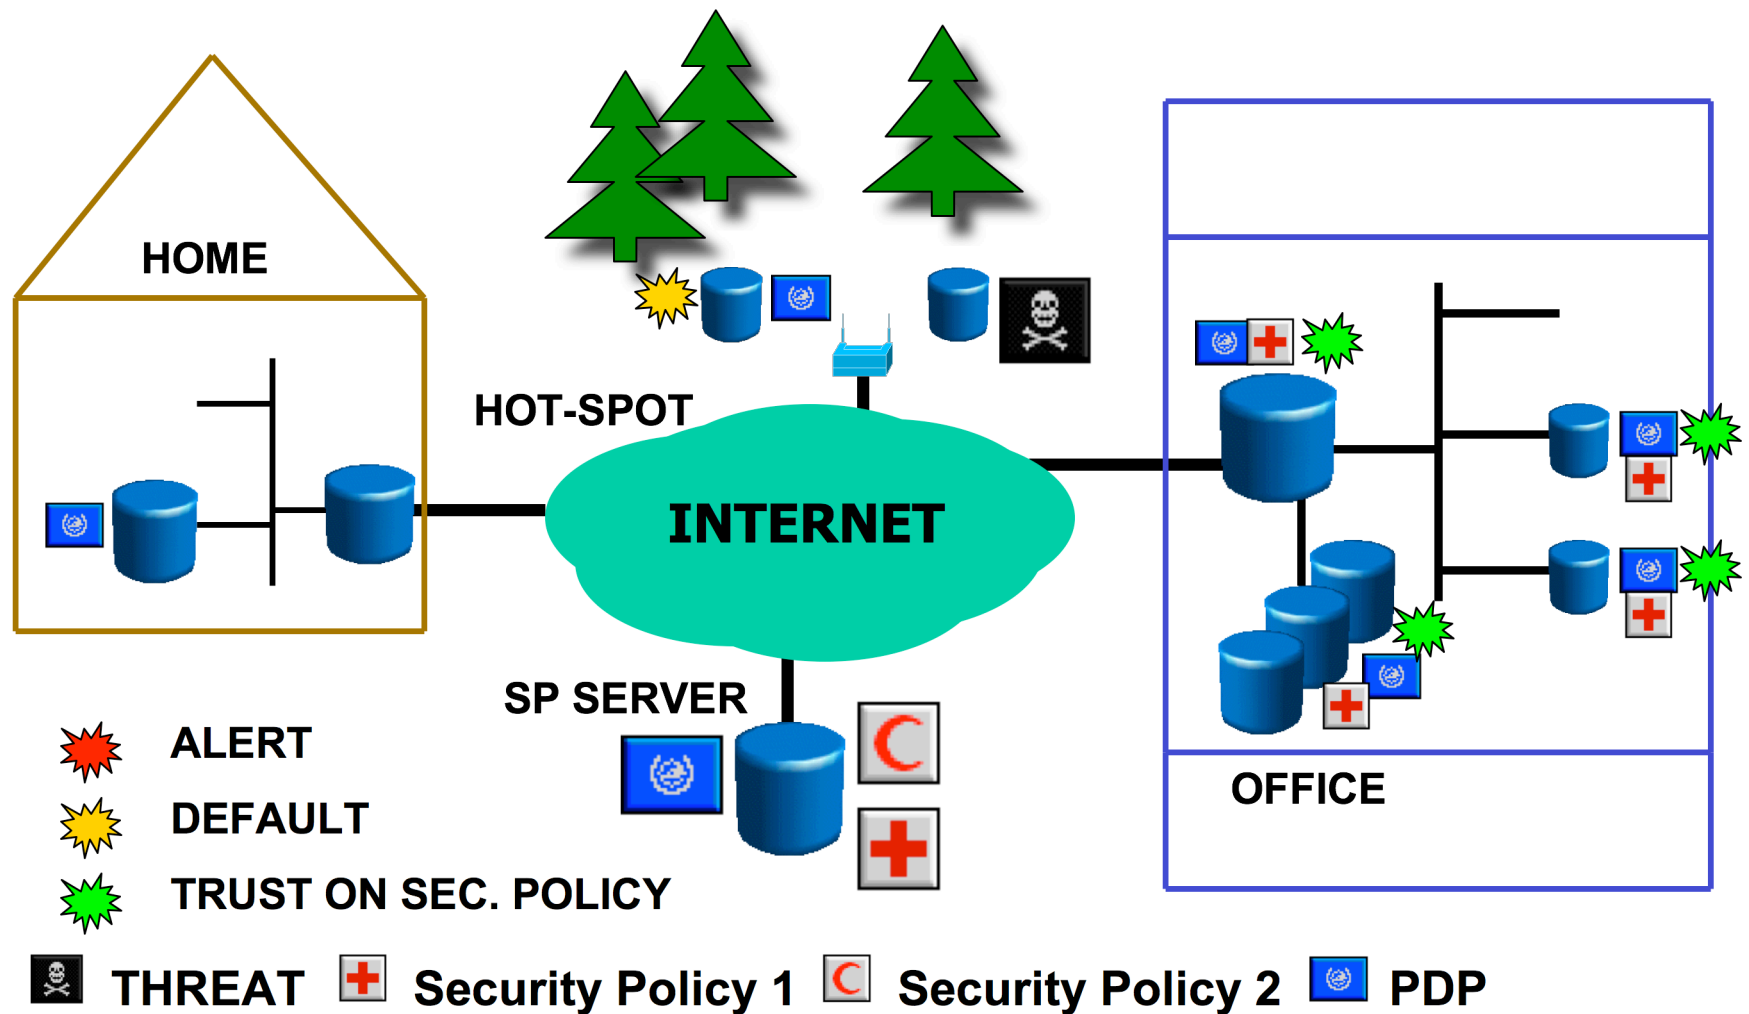 HOME
HOT-SPOT
INTERNET
SP SERVER
OFFICE
ALERT
DEFAULT
TRUST ON SEC. POLICY
THREAT
Security Policy 1
Security Policy 2
PDP